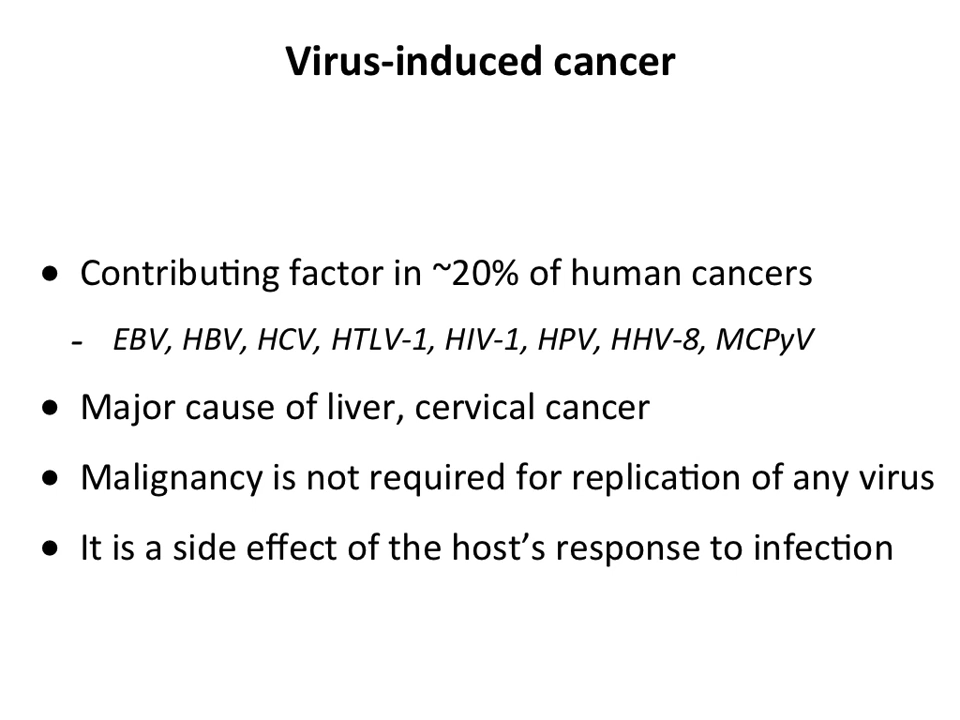 Virus-induced cancer
• Contributing factor in ~20% of human cancers
- EBV, HBV, HCV, HTLV-1, HIV-1, HPV, HHV-8, MCPyV
• Major cause of liver, cervical cancer
• Malignancy is not required for replication of any virus
• It is a side effect of the host’s response to infection